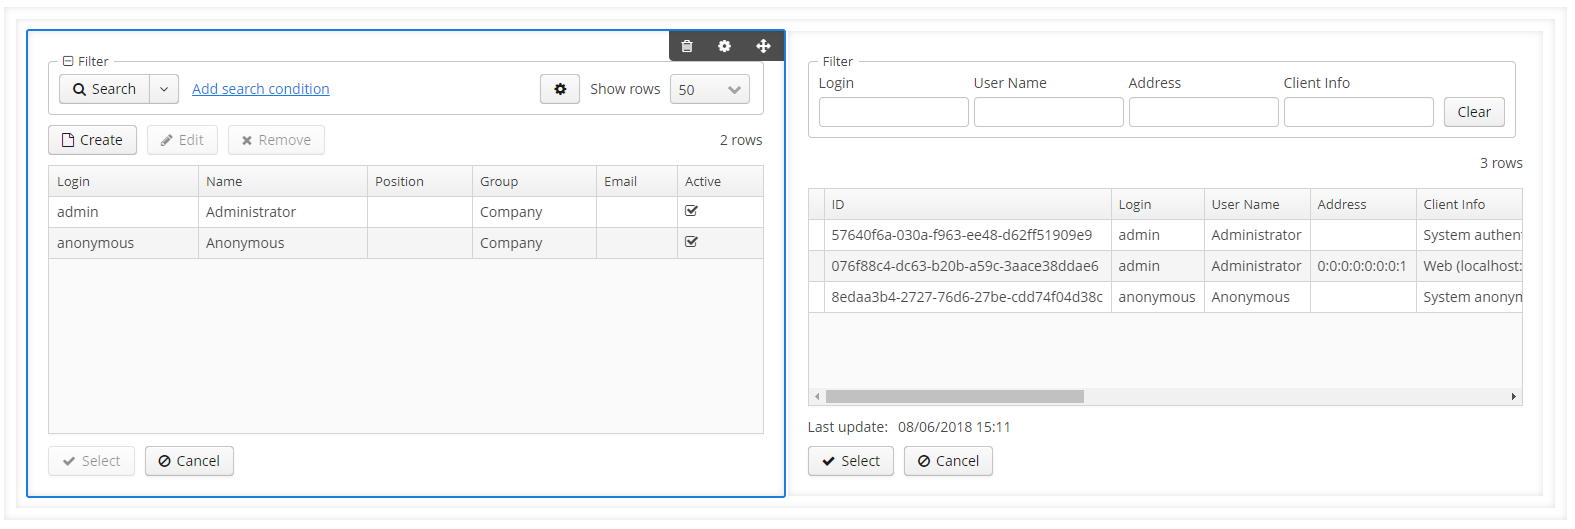 Filter
Search Add search condition Show rows 50
Create Edit Remove 2 rows
Login Name Position Group Email Active
admin Administrator Company
anonymous Anonymous Company
Select Cancel
Filter
Login User Name Address Client Info
Clear
3 rows
ID Login User Name Address Client Info
57640f6a-030a-f963-ee48-d62ff51909e9 admin Administrator System authen
076f88c4-dc63-b20b-a59c-3aace38ddae6 admin Administrator 0:0:0:0:0:0:0:1 Web (localhost:
8edaa3b4-2727-76d6-27be-cdd74f04d38c anonymous Anonymous System anonym
Last update: 08/06/2018 15:11
Select Cancel